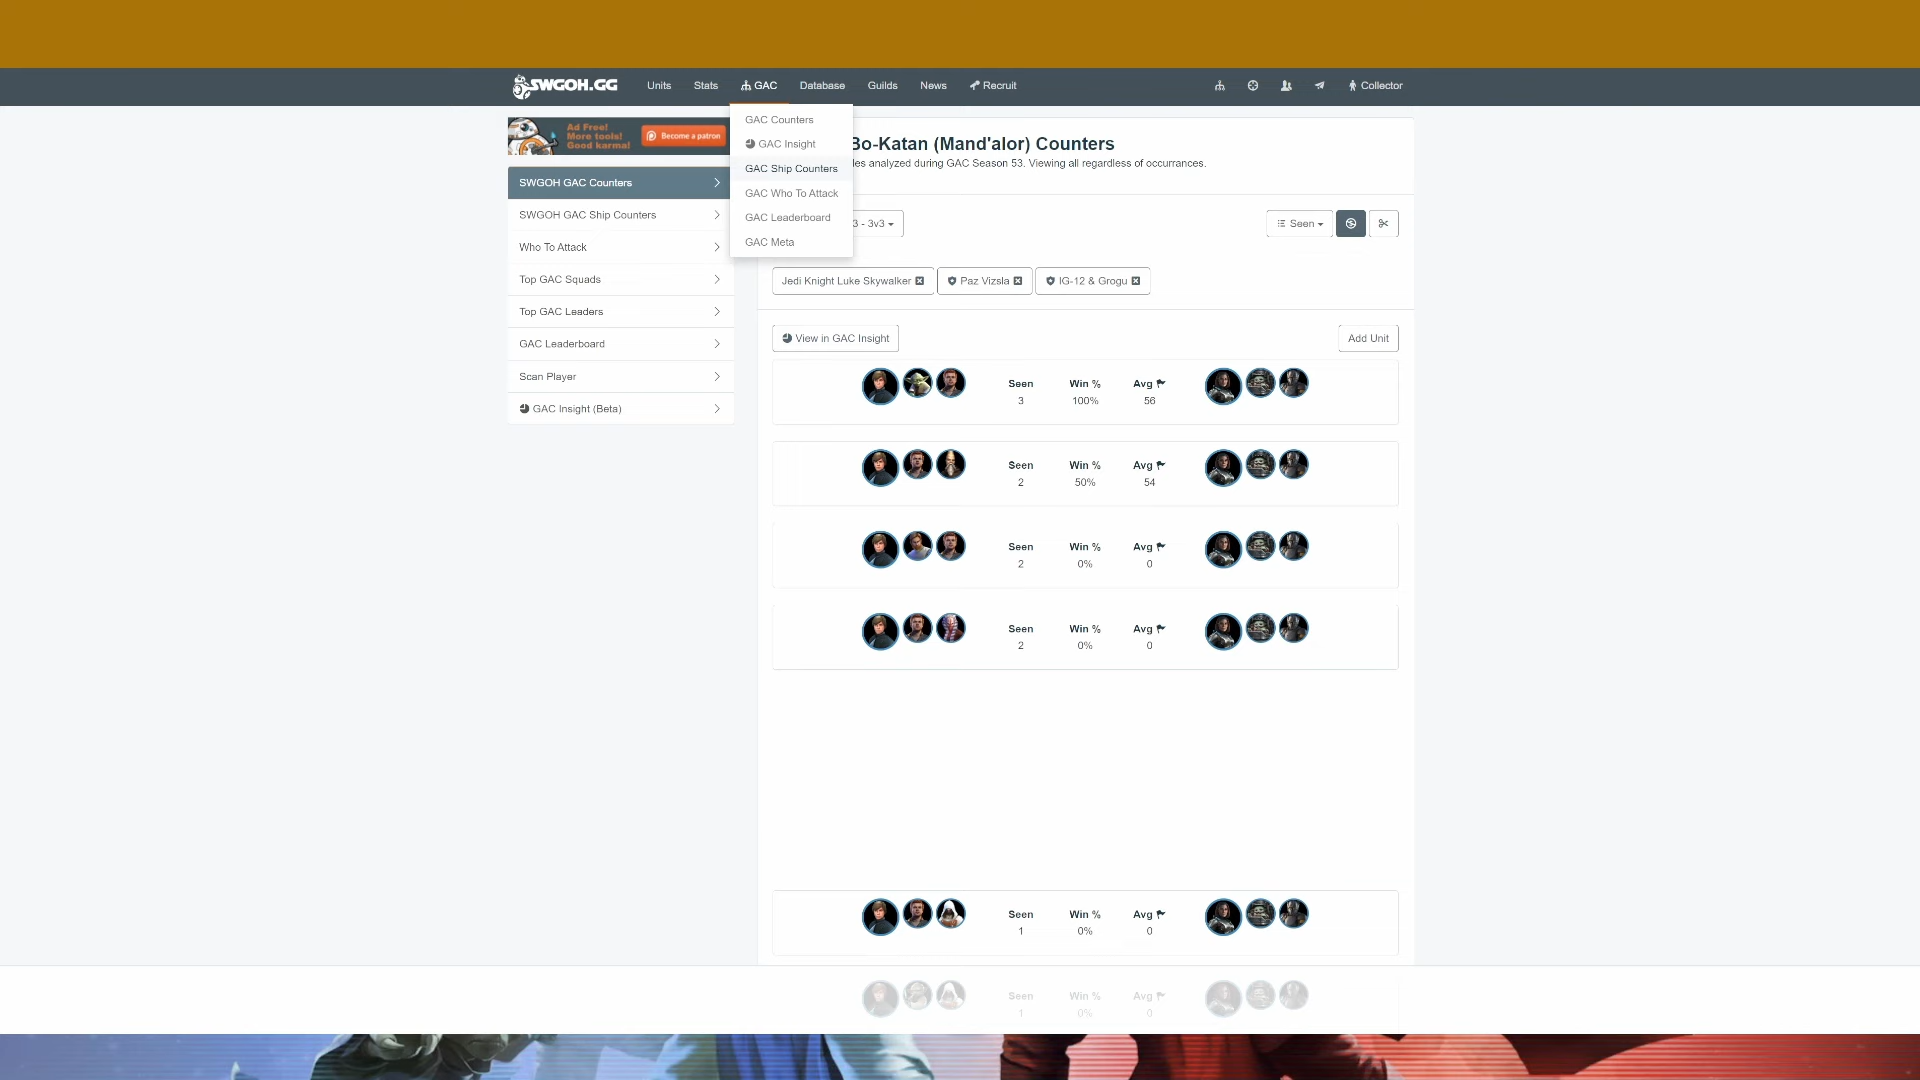 SWGOH.GG
Units Stats GAC Database Guilds News Recruit Collector
Ad Free!
More tools!
Good karma!
Become a patron
SWGOH GAC Counters
SWGOH GAC Ship Counters
Who To Attack
Top GAC Squads
Top GAC Leaders
GAC Leaderboard
Scan Player
GAC Insight (Beta)
GAC Counters
GAC Insight
GAC Ship Counters
GAC Who To Attack
GAC Leaderboard
GAC Meta
Bo-Katan (Mand'alor) Counters
les analyzed during GAC Season 53. Viewing all regardless of occurrances.
3 - 3v3 Seen
Jedi Knight Luke Skywalker Paz Vizsla IG-12 & Grogu
View in GAC Insight Add Unit
Seen Win % Avg
3 100% 56
Seen Win % Avg
2 50% 54
Seen Win % Avg
2 0% 0
Seen Win % Avg
2 0% 0
Seen Win % Avg
1 0% 0
Seen Win % Avg
1 0% 0